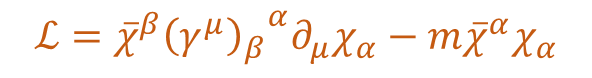 ℒ = χ̄^β (γ^μ)_β^α ∂_μ χ_α − m χ̄^α χ_α